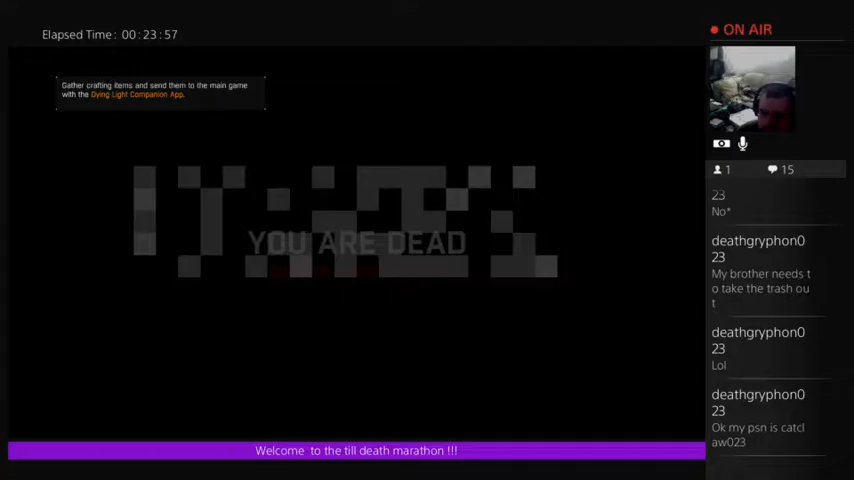 Elapsed Time: 00:23:57
ON AIR
Gather crafting items and send them to the main game
with the Dying Light Companion App.
YOU ARE DEAD
1
15
23
No*
deathgryphon0
23
My brother needs t
o take the trash ou
t
deathgryphon0
23
Lol
deathgryphon0
23
Ok my psn is catcl
aw023
Welcome to the till death marathon !!!